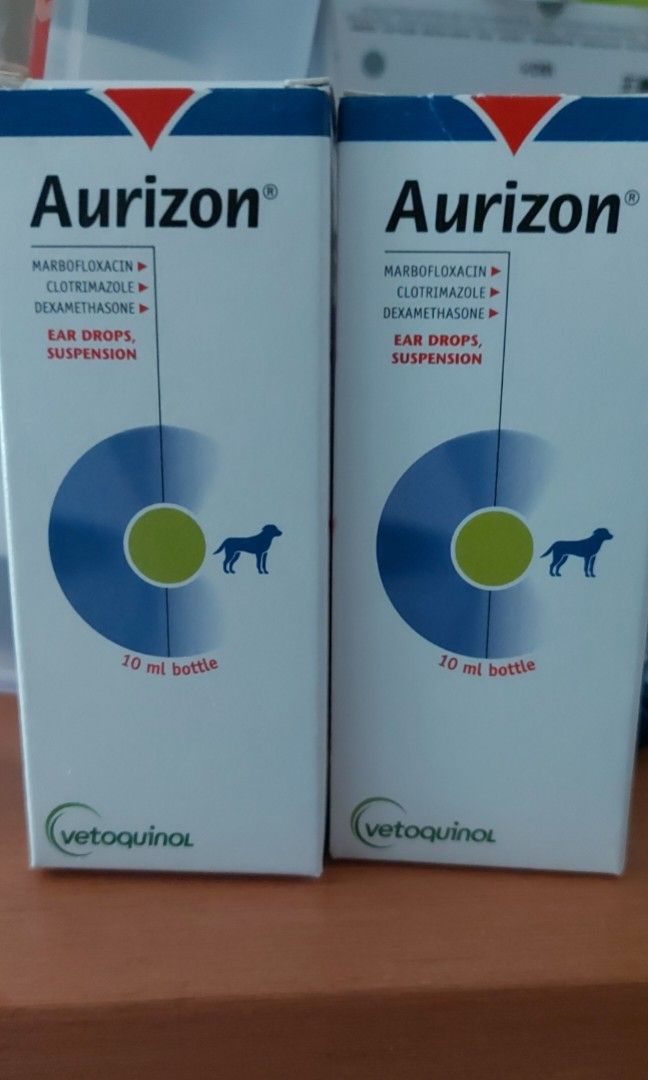 Aurizon®
MARBOFLOXACIN
CLOTRIMAZOLE
DEXAMETHASONE
EAR DROPS,
SUSPENSION
10 ml bottle
vetoquinol
Aurizon®
MARBOFLOXACIN
CLOTRIMAZOLE
DEXAMETHASONE
EAR DROPS,
SUSPENSION
10 ml bottle
vetoquinol